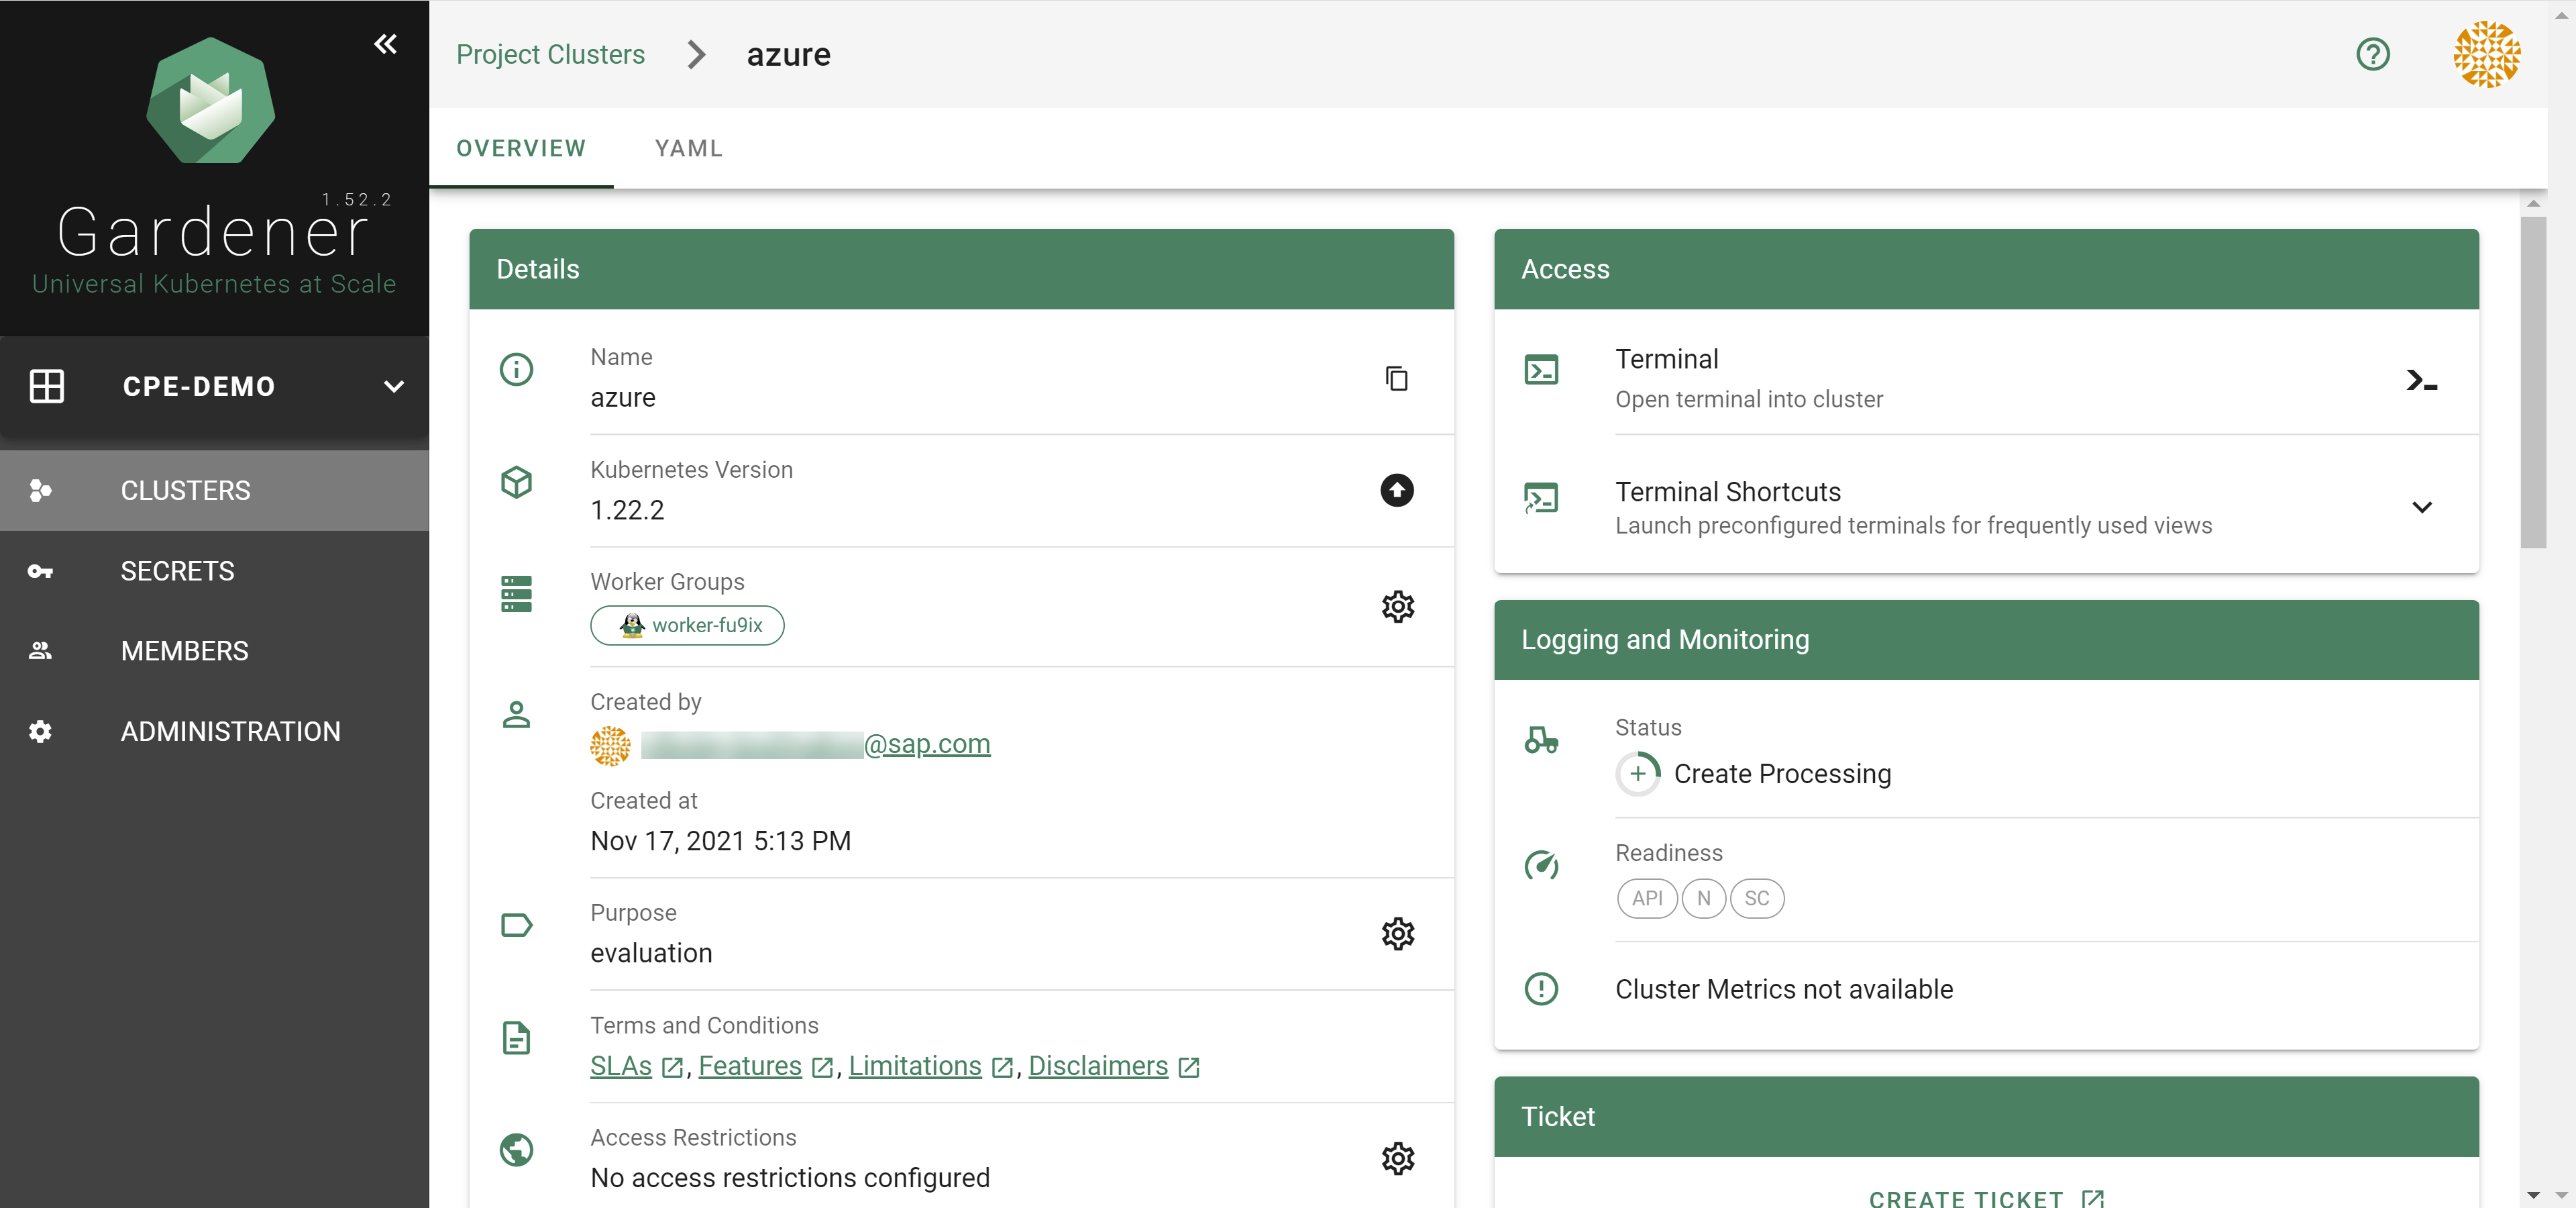 Gardener
1.52.2
Universal Kubernetes at Scale
CPE-DEMO
CLUSTERS
SECRETS
MEMBERS
ADMINISTRATION
Project Clusters
azure
OVERVIEW
YAML
Details
Name
azure
Kubernetes Version
1.22.2
Worker Groups
worker-fu9ix
Created by
@sap.com
Created at
Nov 17, 2021 5:13 PM
Purpose
evaluation
Terms and Conditions
SLAs , Features , Limitations , Disclaimers
Access Restrictions
No access restrictions configured
Access
Terminal
Open terminal into cluster
Terminal Shortcuts
Launch preconfigured terminals for frequently used views
Logging and Monitoring
Status
Create Processing
Readiness
API N SC
Cluster Metrics not available
Ticket
CREATE TICKET